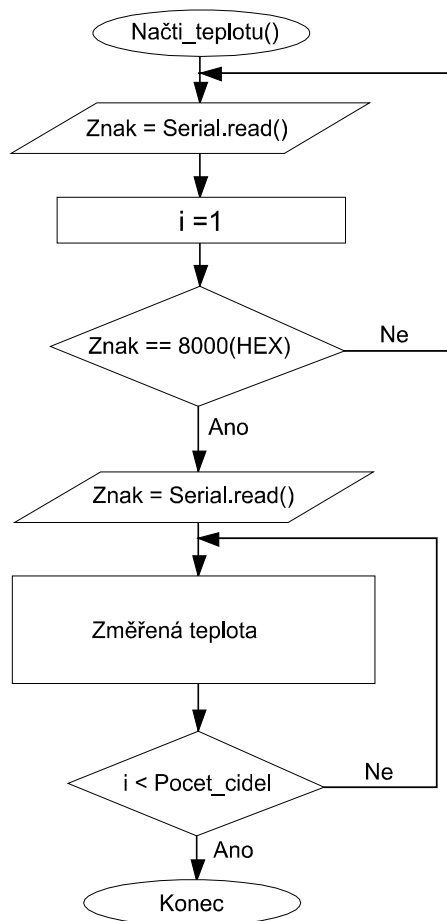 Načti_teplotu()
Znak = Serial.read()
i =1
Znak == 8000(HEX)
Ne
Ano
Znak = Serial.read()
Změřená teplota
i < Pocet_cidel
Ne
Ano
Konec